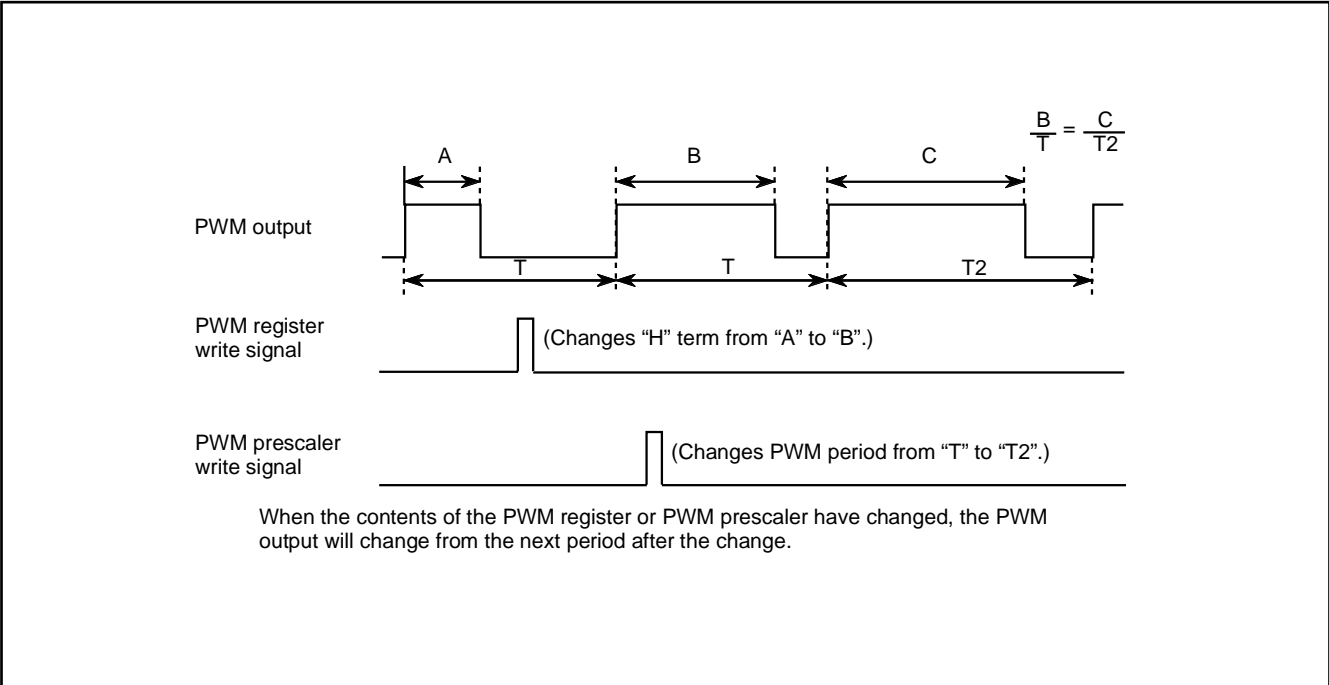 B/T = C/T2
A
B
C
PWM output
T
T
T2
PWM register
write signal
(Changes “H” term from “A” to “B”.)
PWM prescaler
write signal
(Changes PWM period from “T” to “T2”.)
When the contents of the PWM register or PWM prescaler have changed, the PWM
output will change from the next period after the change.